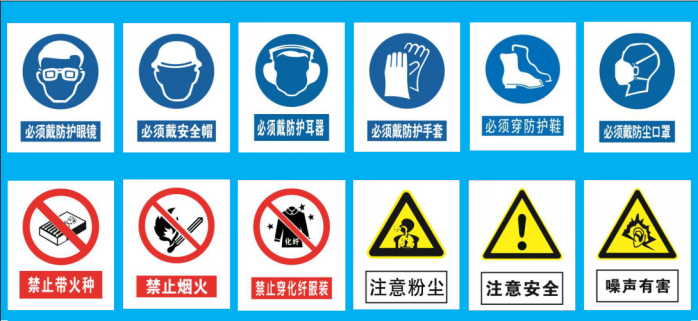 必须戴防护眼镜
必须戴安全帽
必须戴防护耳器
必须戴防护手套
必须穿防护鞋
必须戴防尘口罩
化纤
禁止带火种
禁止烟火
禁止穿化纤服装
注意粉尘
注意安全
噪声有害